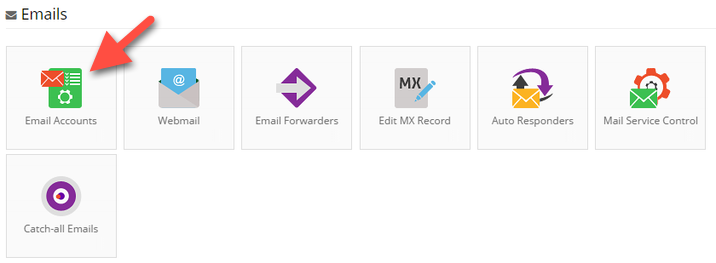 Emails
@
MX
Email Accounts
Webmail
Email Forwarders
Edit MX Record
Auto Responders
Mail Service Control
Catch-all Emails